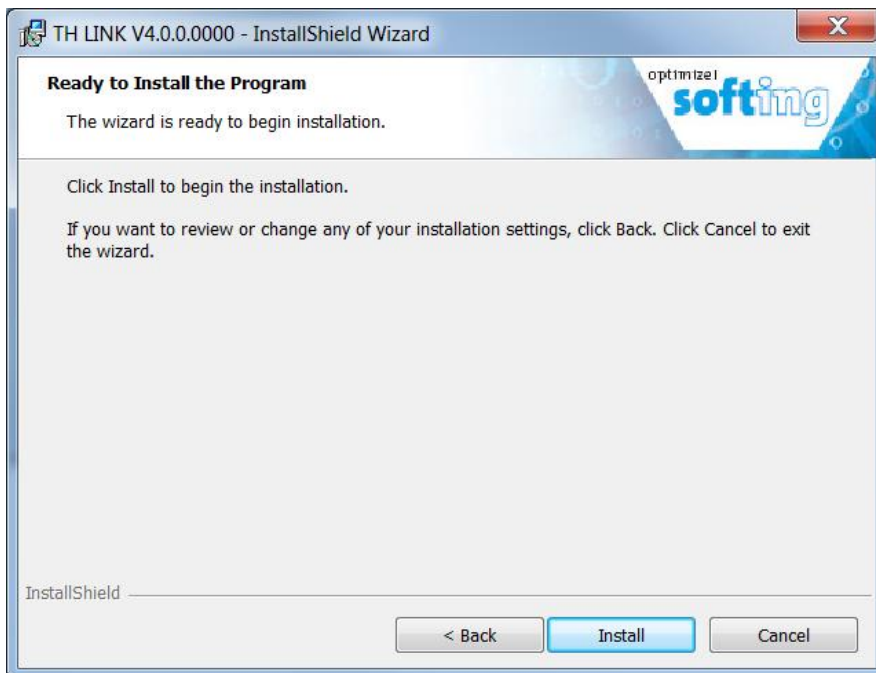 TH LINK V4.0.0.0000 - InstallShield Wizard
optimize!
softing
Ready to Install the Program
The wizard is ready to begin installation.
Click Install to begin the installation.
If you want to review or change any of your installation settings, click Back. Click Cancel to exit
the wizard.
InstallShield
< Back
Install
Cancel